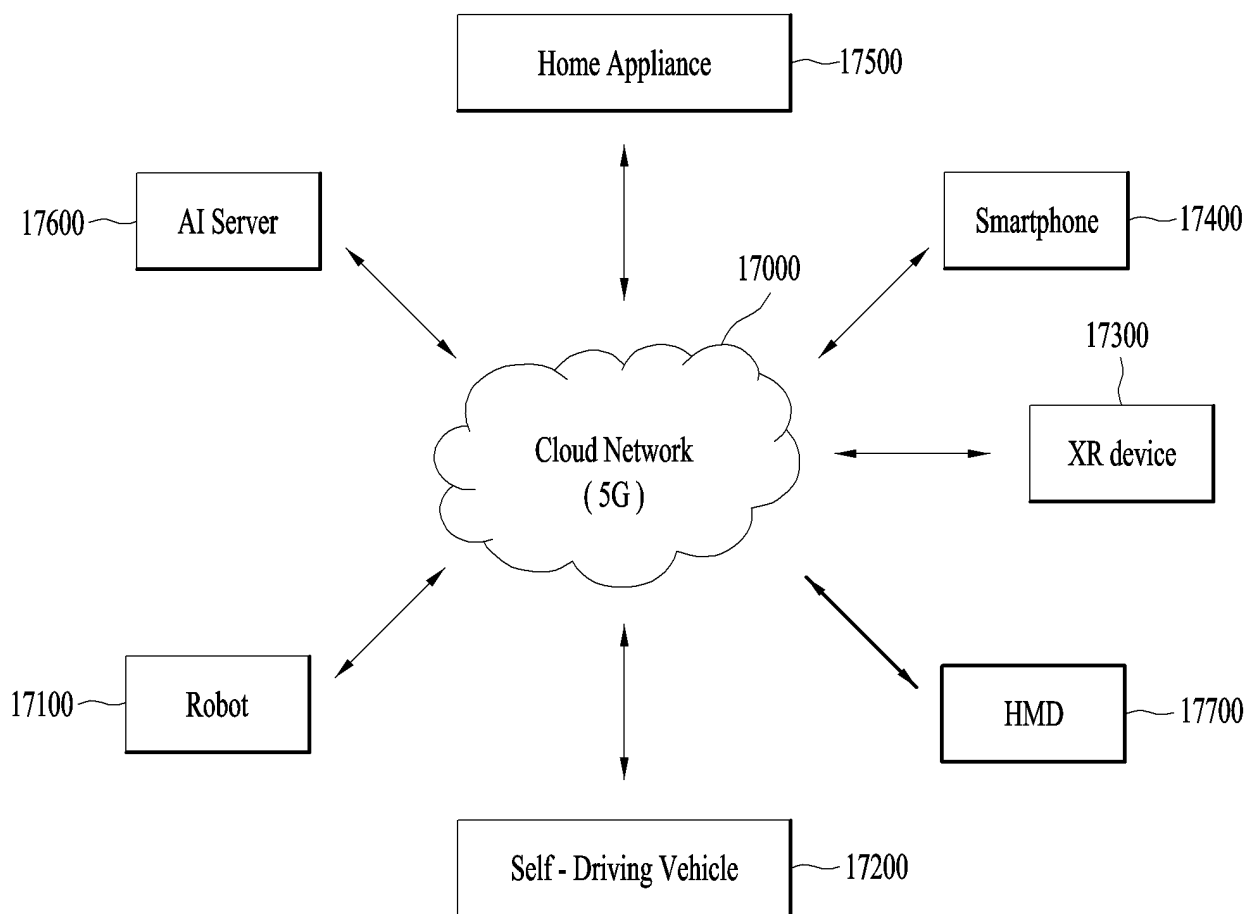 Home Appliance
17500
17600
AI Server
Smartphone
17400
17000
17300
Cloud Network
( 5G )
XR device
17100
Robot
HMD
17700
Self - Driving Vehicle
17200